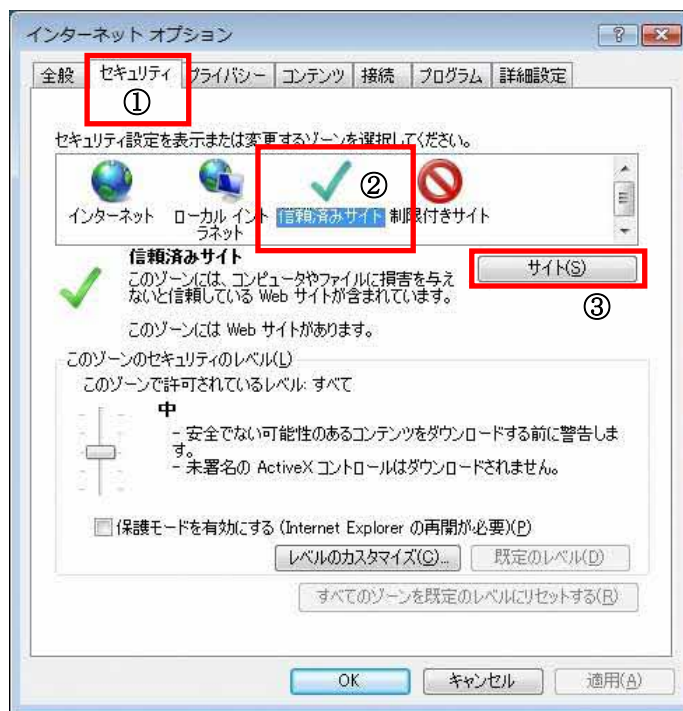 インターネット オプション
全般 セキュリティ プライバシー コンテンツ 接続 プログラム 詳細設定
①
セキュリティ設定を表示または変更するゾーンを選択してください。
②
インターネット ローカル イントラネット 信頼済みサイト 制限付きサイト
信頼済みサイト
サイト(S)
このゾーンには、コンピュータやファイルに損害を与え
ないと信頼している Web サイトが含まれています。
③
このゾーンには Web サイトがあります。
このゾーンのセキュリティのレベル(L)
このゾーンで許可されているレベル: すべて
中
- 安全でない可能性のあるコンテンツをダウンロードする前に警告しま
す。
- 未署名の ActiveX コントロールはダウンロードされません。
保護モードを有効にする (Internet Explorer の再開が必要)(P)
レベルのカスタマイズ(C)... 既定のレベル(D)
すべてのゾーンを既定のレベルにリセットする(R)
OK キャンセル 適用(A)